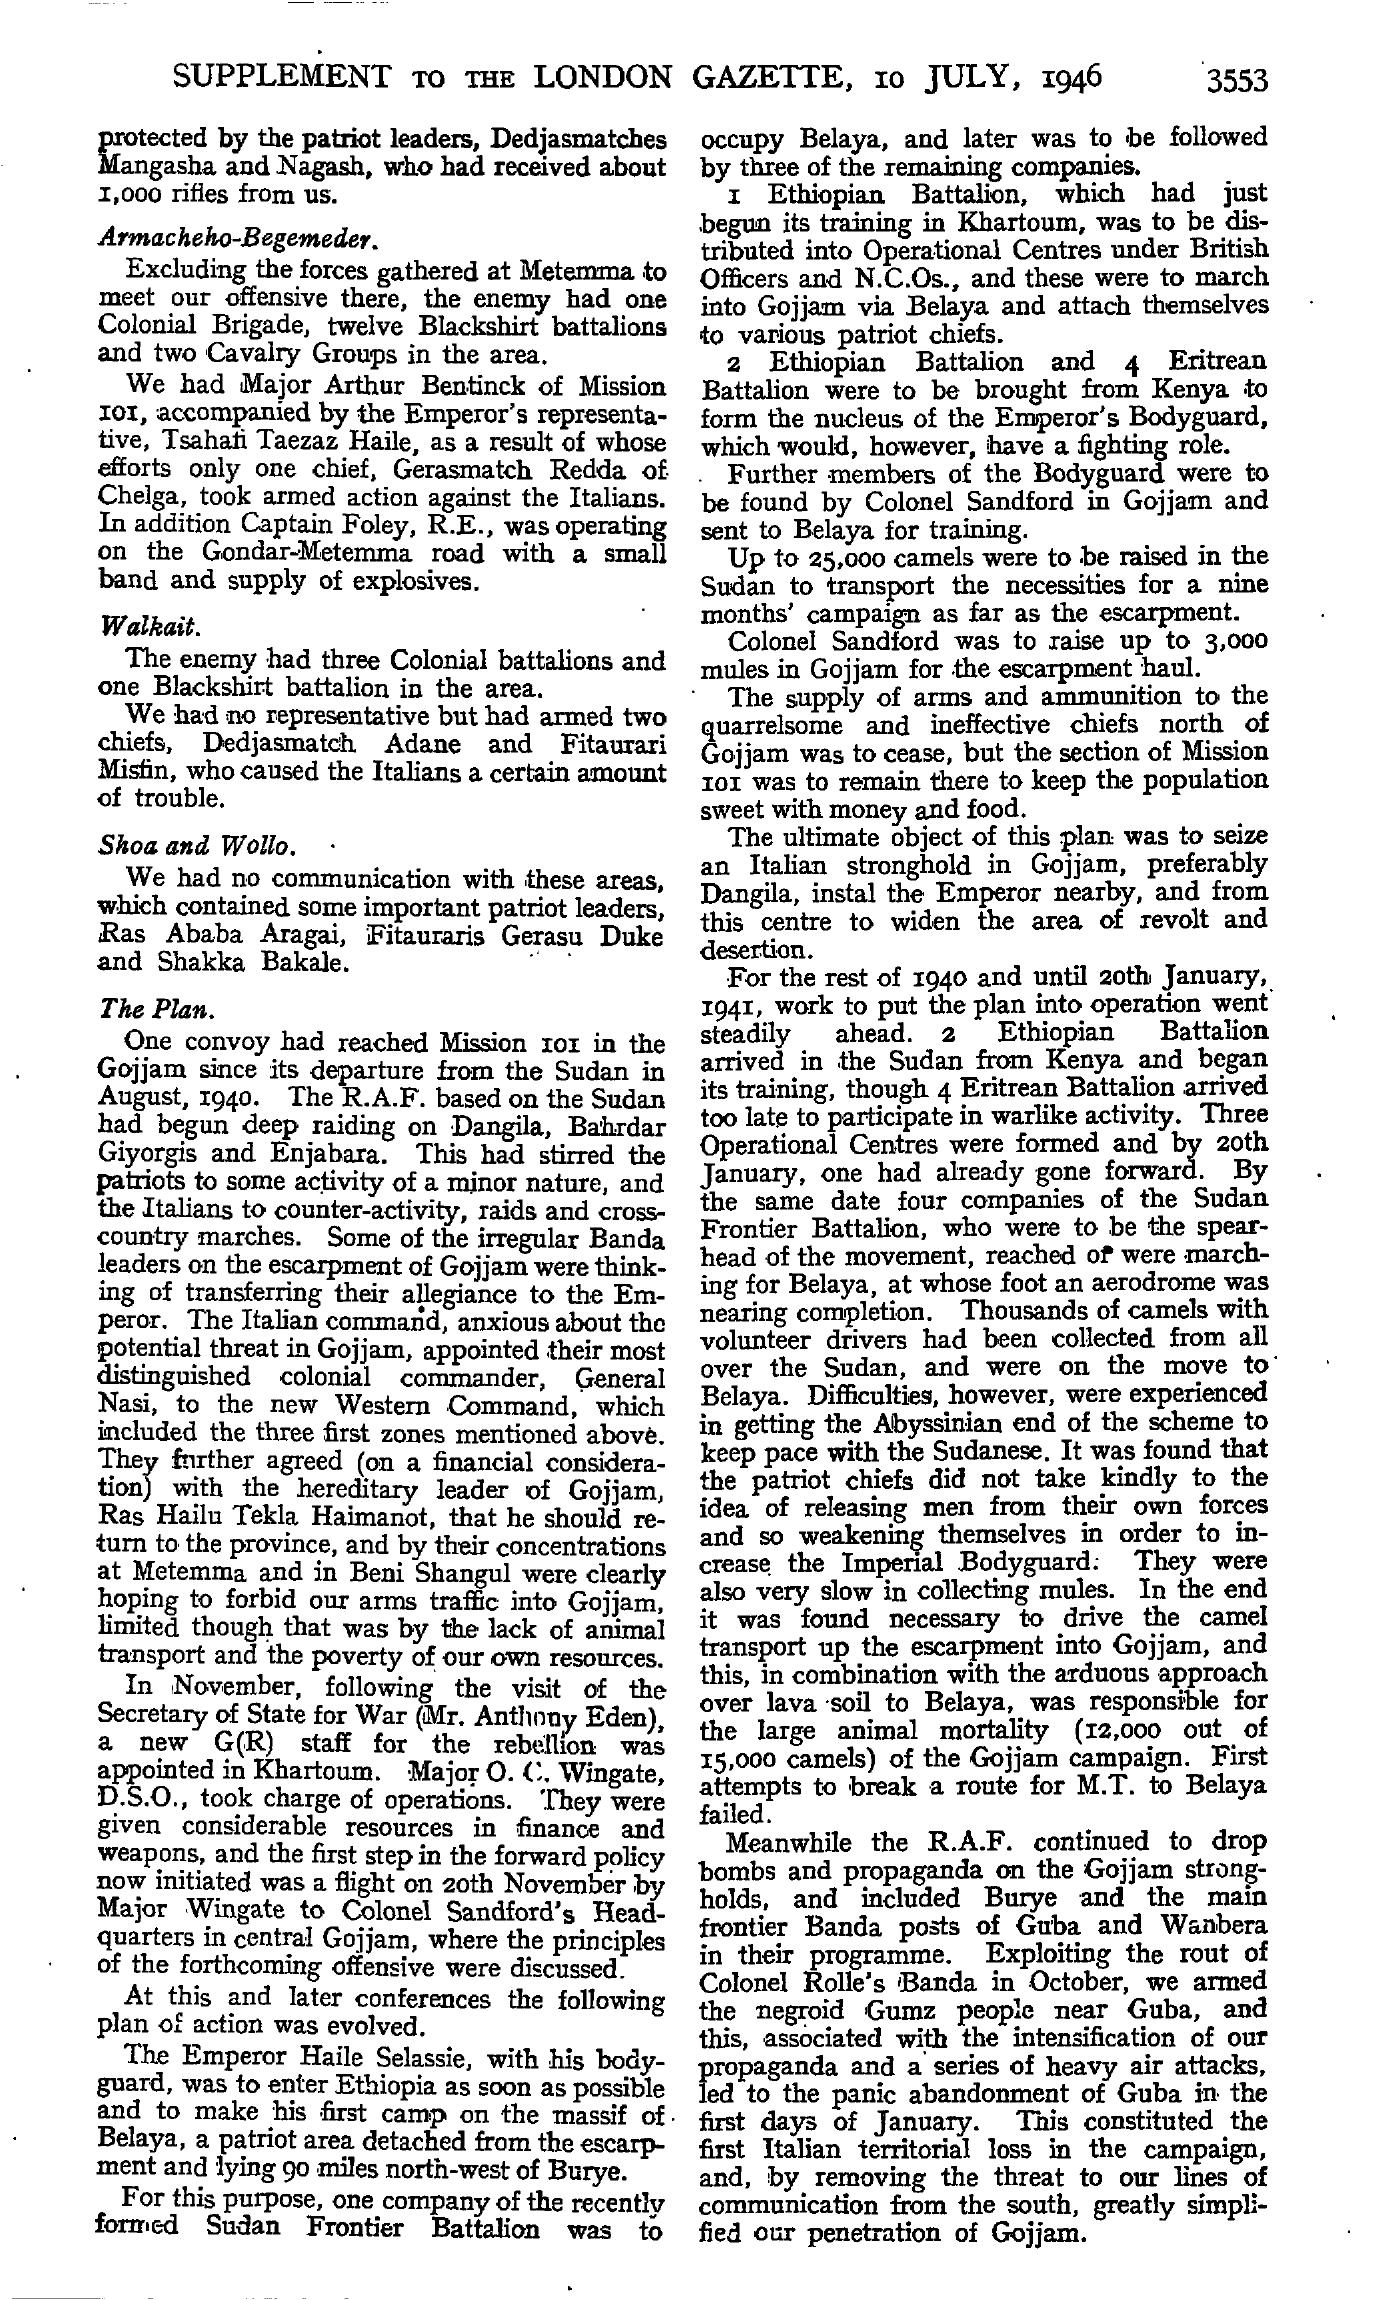 SUPPLEMENT TO THE LONDON GAZETTE, 10 JULY, 1946 3553
protected by the patriot leaders, Dedjasmatches
Mangasha and Nagash, who had received about
1,000 rifles from us.
Armacheho-Begemeder.
Excluding the forces gathered at Metemma to
meet our offensive there, the enemy had one
Colonial Brigade, twelve Blackshirt battalions
and two Cavalry Groups in the area.
We had Major Arthur Bentinck of Mission
101, accompanied by the Emperor's representa-
tive, Tsahafi Taezaz Haile, as a result of whose
efforts only one chief, Gerasmatch Redda of
Chelga, took armed action against the Italians.
In addition Captain Foley, R.E., was operating
on the Gondar-Metemma road with a small
band and supply of explosives.
Walkait.
The enemy had three Colonial battalions and
one Blackshirt battalion in the area.
We had no representative but had armed two
chiefs, Dedjasmatch Adane and Fitaurari
Misfin, who caused the Italians a certain amount
of trouble.
Shoa and Wollo.
We had no communication with these areas,
which contained some important patriot leaders,
Ras Ababa Aragai, Fitauraris Gerasu Duke
and Shakka Bakale.
The Plan.
One convoy had reached Mission 101 in the
Gojjam since its departure from the Sudan in
August, 1940. The R.A.F. based on the Sudan
had begun deep raiding on Dangila, Bahrdar
Giyorgis and Enjabara. This had stirred the
patriots to some activity of a minor nature, and
the Italians to counter-activity, raids and cross-
country marches. Some of the irregular Banda
leaders on the escarpment of Gojjam were think-
ing of transferring their allegiance to the Em-
peror. The Italian command, anxious about the
potential threat in Gojjam, appointed their most
distinguished colonial commander, General
Nasi, to the new Western Command, which
included the three first zones mentioned above.
They further agreed (on a financial considera-
tion) with the hereditary leader of Gojjam,
Ras Hailu Tekla Haimanot, that he should re-
turn to the province, and by their concentrations
at Metemma and in Beni Shangul were clearly
hoping to forbid our arms traffic into Gojjam,
limited though that was by the lack of animal
transport and the poverty of our own resources.
In November, following the visit of the
Secretary of State for War (Mr. Anthony Eden),
a new G(R) staff for the rebellion was
appointed in Khartoum. Major O. C. Wingate,
D.S.O., took charge of operations. They were
given considerable resources in finance and
weapons, and the first step in the forward policy
now initiated was a flight on 20th November by
Major Wingate to Colonel Sandford's Head-
quarters in central Gojjam, where the principles
of the forthcoming offensive were discussed.
At this and later conferences the following
plan of action was evolved.
The Emperor Haile Selassie, with his body-
guard, was to enter Ethiopia as soon as possible
and to make his first camp on the massif of
Belaya, a patriot area detached from the escarp-
ment and lying 90 miles north-west of Burye.
For this purpose, one company of the recently
formed Sudan Frontier Battalion was to
occupy Belaya, and later was to be followed
by three of the remaining companies.
1 Ethiopian Battalion, which had just
begun its training in Khartoum, was to be dis-
tributed into Operational Centres under British
Officers and N.C.Os., and these were to march
into Gojjam via Belaya and attach themselves
to various patriot chiefs.
2 Ethiopian Battalion and 4 Eritrean
Battalion were to be brought from Kenya to
form the nucleus of the Emperor's Bodyguard,
which would, however, have a fighting role.
Further members of the Bodyguard were to
be found by Colonel Sandford in Gojjam and
sent to Belaya for training.
Up to 25,000 camels were to be raised in the
Sudan to transport the necessities for a nine
months' campaign as far as the escarpment.
Colonel Sandford was to raise up to 3,000
mules in Gojjam for the escarpment haul.
The supply of arms and ammunition to the
quarrelsome and ineffective chiefs north of
Gojjam was to cease, but the section of Mission
101 was to remain there to keep the population
sweet with money and food.
The ultimate object of this plan was to seize
an Italian stronghold in Gojjam, preferably
Dangila, instal the Emperor nearby, and from
this centre to widen the area of revolt and
desertion.
For the rest of 1940 and until 20th January,
1941, work to put the plan into operation went
steadily ahead. 2 Ethiopian Battalion
arrived in the Sudan from Kenya and began
its training, though 4 Eritrean Battalion arrived
too late to participate in warlike activity. Three
Operational Centres were formed and by 20th
January, one had already gone forward. By
the same date four companies of the Sudan
Frontier Battalion, who were to be the spear-
head of the movement, reached or were march-
ing for Belaya, at whose foot an aerodrome was
nearing completion. Thousands of camels with
volunteer drivers had been collected from all
over the Sudan, and were on the move to
Belaya. Difficulties, however, were experienced
in getting the Abyssinian end of the scheme to
keep pace with the Sudanese. It was found that
the patriot chiefs did not take kindly to the
idea of releasing men from their own forces
and so weakening themselves in order to in-
crease the Imperial Bodyguard. They were
also very slow in collecting mules. In the end
it was found necessary to drive the camel
transport up the escarpment into Gojjam, and
this, in combination with the arduous approach
over lava soil to Belaya, was responsible for
the large animal mortality (12,000 out of
15,000 camels) of the Gojjam campaign. First
attempts to break a route for M.T. to Belaya
failed.
Meanwhile the R.A.F. continued to drop
bombs and propaganda on the Gojjam strong-
holds, and included Burye and the main
frontier Banda posts of Guba and Wanbera
in their programme. Exploiting the rout of
Colonel Rolle's Banda in October, we armed
the negroid Gumz people near Guba, and
this, associated with the intensification of our
propaganda and a series of heavy air attacks,
led to the panic abandonment of Guba in the
first days of January. This constituted the
first Italian territorial loss in the campaign,
and, by removing the threat to our lines of
communication from the south, greatly simpli-
fied our penetration of Gojjam.